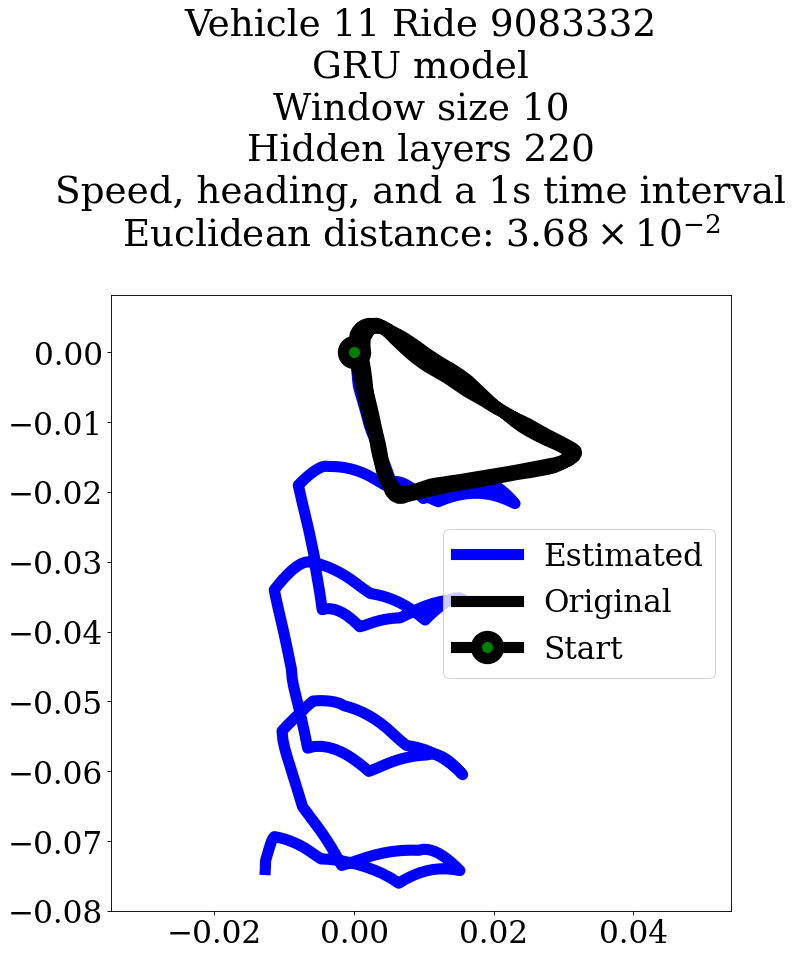 Vehicle 11 Ride 9083332
GRU model
Window size 10
Hidden layers 220
Speed, heading, and a 1s time interval
Euclidean distance: 3.68 × 10⁻²
0.00
−0.01
−0.02
−0.03
−0.04
−0.05
−0.06
−0.07
−0.08
Estimated
Original
Start
−0.02
0.00
0.02
0.04